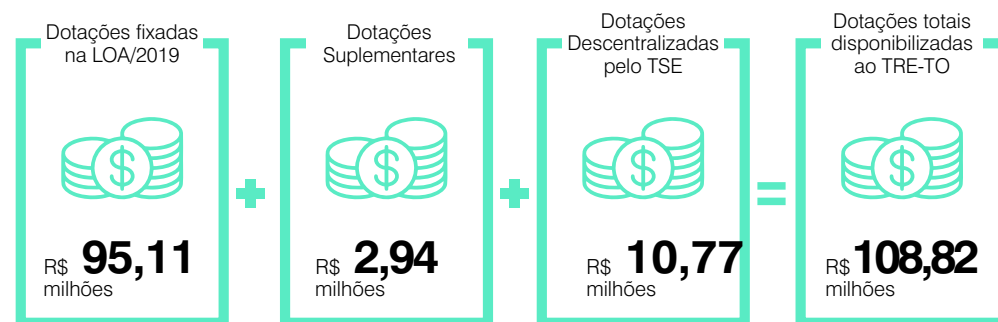 Dotações fixadas
na LOA/2019
R$ 95,11
milhões
+
Dotações
Suplementares
R$ 2,94
milhões
+
Dotações
Descentralizadas
pelo TSE
R$ 10,77
milhões
=
Dotações totais
disponibilizadas
ao TRE-TO
R$ 108,82
milhões